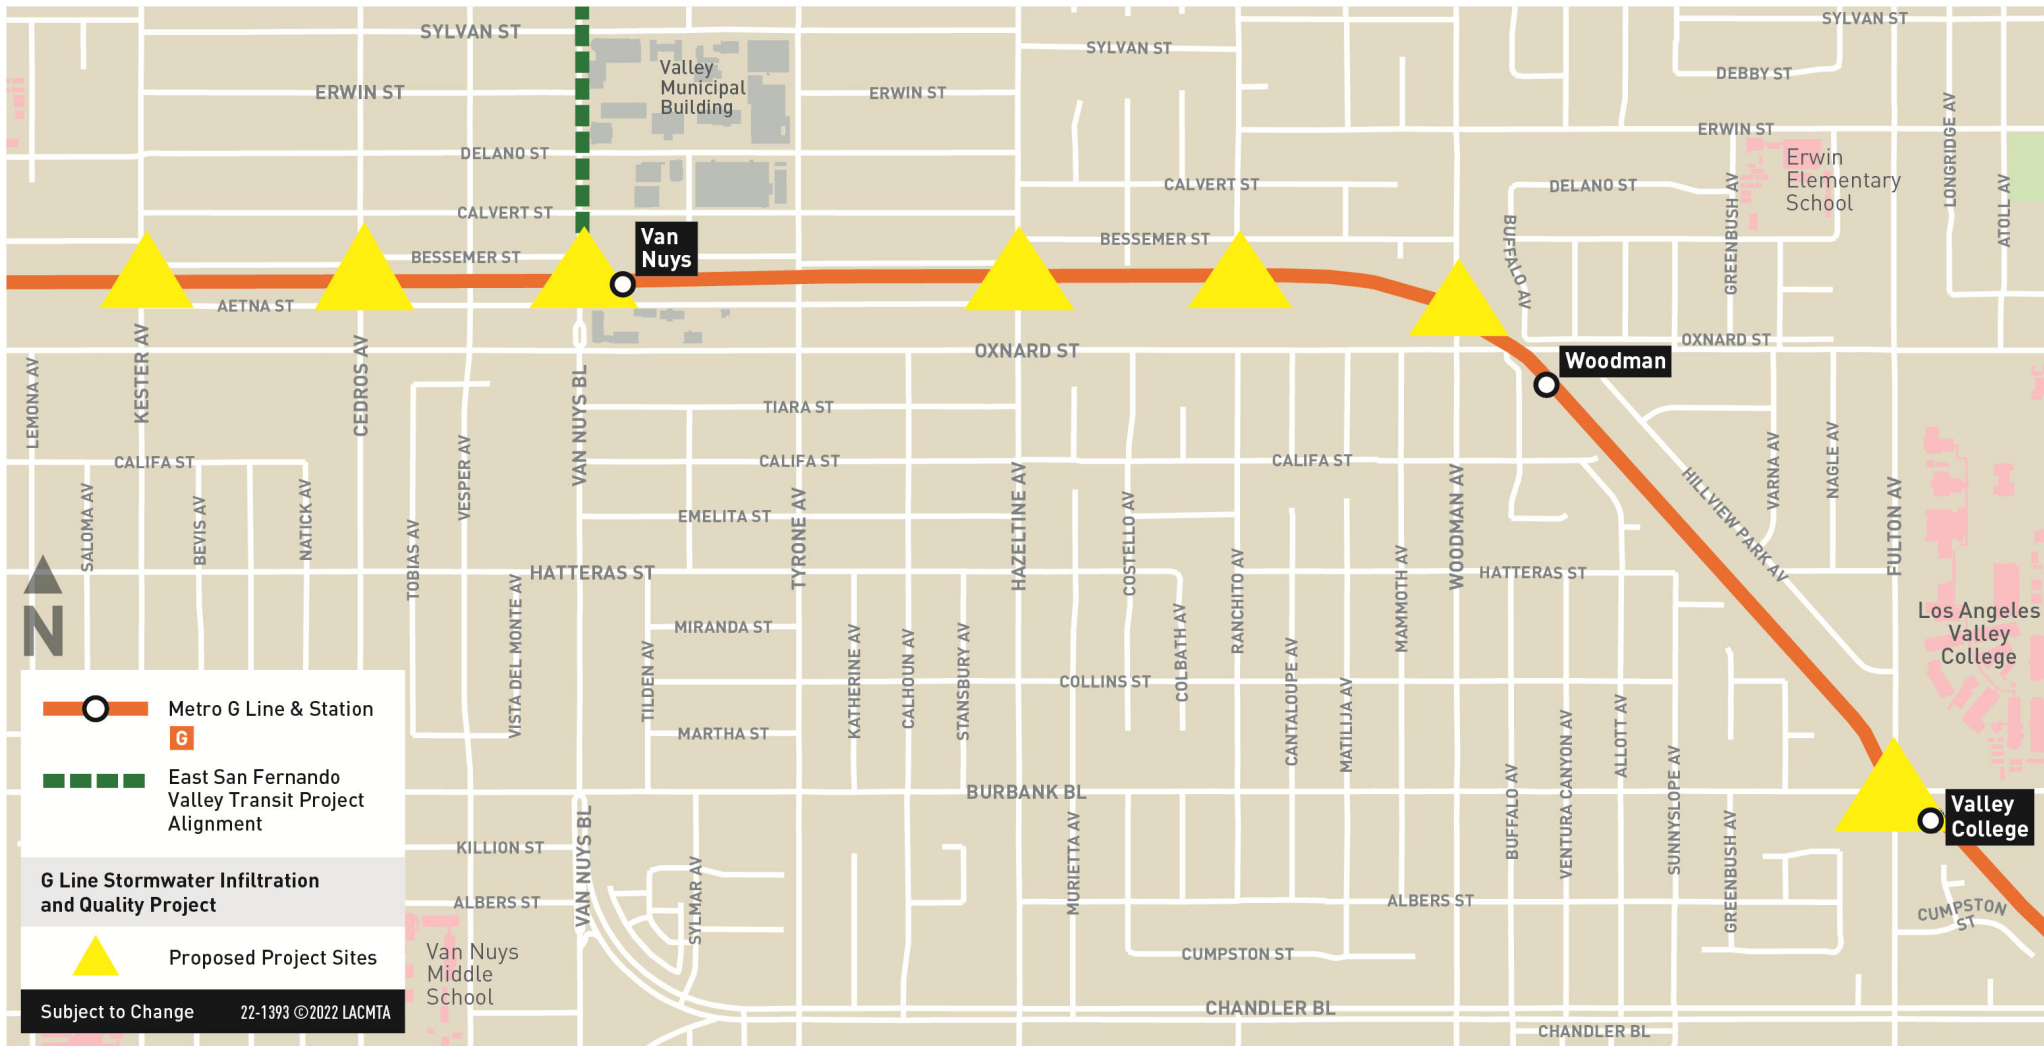 SYLVAN ST
SYLVAN ST
SYLVAN ST
Valley
Municipal
Building
DEBBY ST
ERWIN ST
ERWIN ST
ERWIN ST
LONGRIDGE AV
DELANO ST
Erwin
Elementary
School
CALVERT ST
DELANO ST
GREENBUSH AV
ATOLL AV
CALVERT ST
BUFFALO AV
Van
Nuys
BESSEMER ST
BESSEMER ST
AETNA ST
OXNARD ST
OXNARD ST
Woodman
LEMONA AV
KESTER AV
CEDROS AV
VAN NUYS BL
TIARA ST
CALIFA ST
CALIFA ST
CALIFA ST
SALOMA AV
BEVIS AV
NATICK AV
TOBIAS AV
VESPER AV
EMELITA ST
TYRONE AV
HAZELTINE AV
COSTELLO AV
WOODMAN AV
HILLVIEW PARK AV
VARNA AV
NAGLE AV
FULTON AV
N
HATTERAS ST
HATTERAS ST
VISTA DEL MONTE AV
TILDEN AV
MIRANDA ST
KATHERINE AV
CALHOUN AV
STANSBURY AV
COLBATH AV
RANCHITO AV
CANTALOUPE AV
MATILIJA AV
MAMMOTH AV
Los Angeles
Valley
College
COLLINS ST
MARTHA ST
BURBANK BL
BUFFALO AV
VENTURA CANYON AV
ALLOTT AV
SUNNYSLOPE AV
GREENBUSH AV
Valley
College
VAN NUYS BL
KILLION ST
SYLMAR AV
MURIETTA AV
ALBERS ST
ALBERS ST
CUMPSTON
ST
CUMPSTON ST
Van Nuys
Middle
School
CHANDLER BL
CHANDLER BL
Metro G Line & Station
G
East San Fernando
Valley Transit Project
Alignment
G Line Stormwater Infiltration
and Quality Project
Proposed Project Sites
Subject to Change 22-1393 ©2022 LACMTA